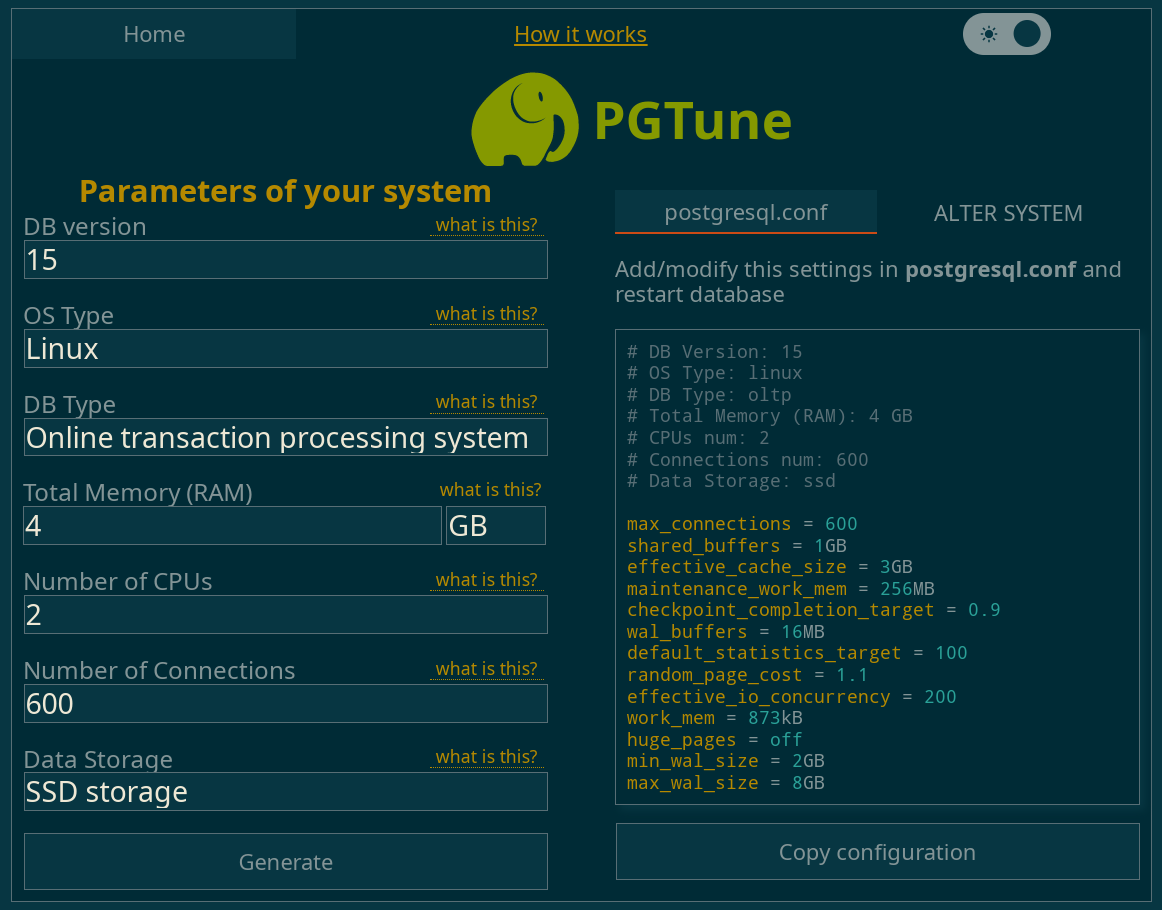 Home
How it works
PGTune
Parameters of your system
DB version
what is this?
15
OS Type
what is this?
Linux
DB Type
what is this?
Online transaction processing system
Total Memory (RAM)
what is this?
4
GB
Number of CPUs
what is this?
2
Number of Connections
what is this?
600
Data Storage
what is this?
SSD storage
Generate
postgresql.conf
ALTER SYSTEM
Add/modify this settings in postgresql.conf and
restart database
# DB Version: 15
# OS Type: linux
# DB Type: oltp
# Total Memory (RAM): 4 GB
# CPUs num: 2
# Connections num: 600
# Data Storage: ssd
max_connections = 600
shared_buffers = 1GB
effective_cache_size = 3GB
maintenance_work_mem = 256MB
checkpoint_completion_target = 0.9
wal_buffers = 16MB
default_statistics_target = 100
random_page_cost = 1.1
effective_io_concurrency = 200
work_mem = 873kB
huge_pages = off
min_wal_size = 2GB
max_wal_size = 8GB
Copy configuration